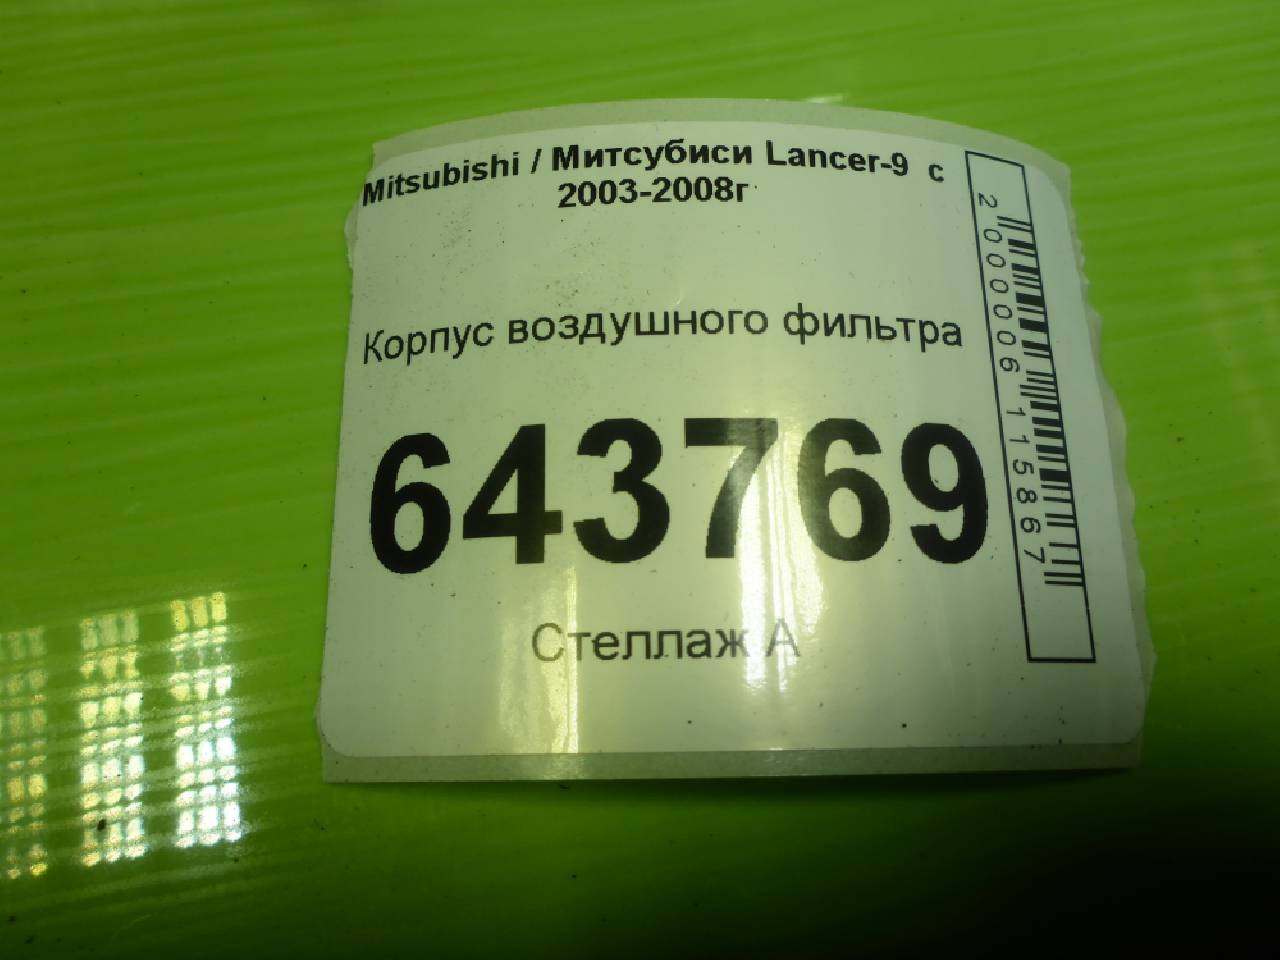 Mitsubishi / Митсубиси Lancer-9 с
2003-2008г
Корпус воздушного фильтра
643769
Стеллаж А
2000006115867